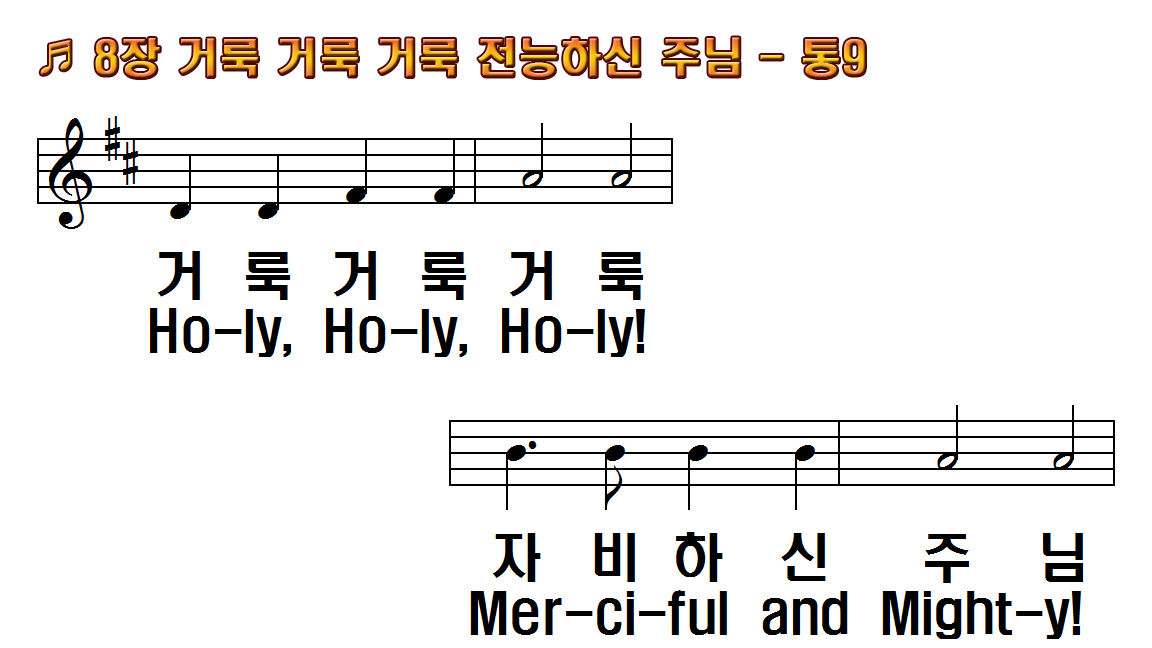 ♬ 8장 거룩 거룩 거룩 전능하신 주님 - 통9
거 룩 거 룩 거 룩
Ho-ly, Ho-ly, Ho-ly!
자 비 하 신 주 님
Mer-ci-ful and Might-y!